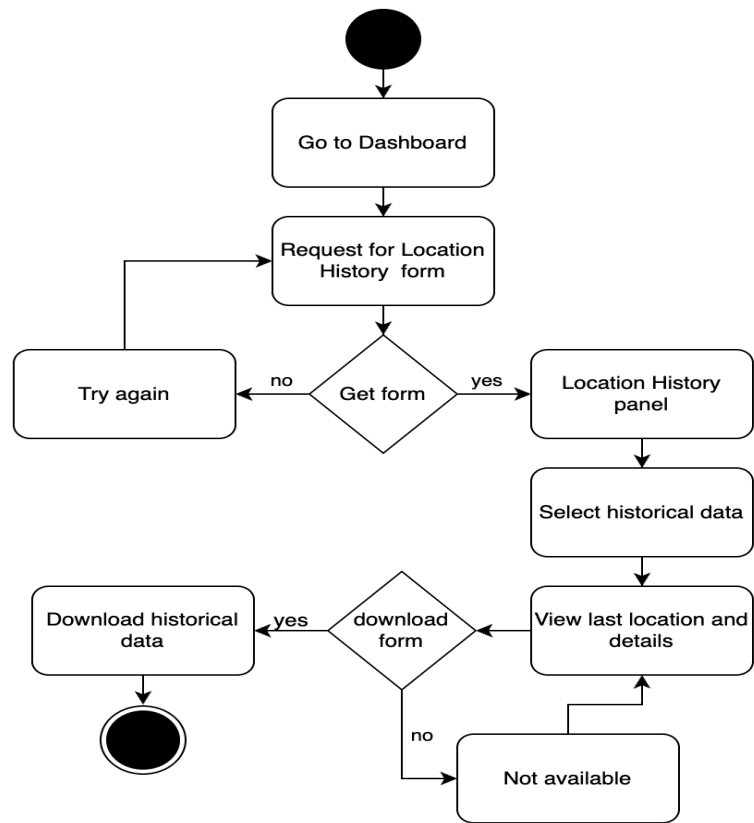 Go to Dashboard
Request for Location
History form
Try again
no
Get form
yes
Location History
panel
Select historical data
Download historical
data
yes
download
form
View last location and
details
no
Not available